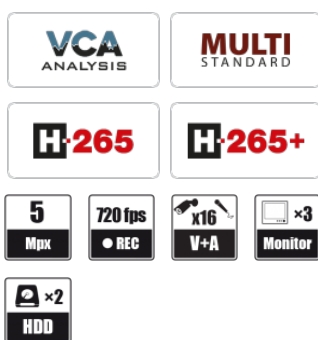 VCA
ANALYSIS
MULTI
STANDARD
H·265
H·265+
5
Mpx
720 fps
● REC
x16
V+A
×3
Monitor
×2
HDD